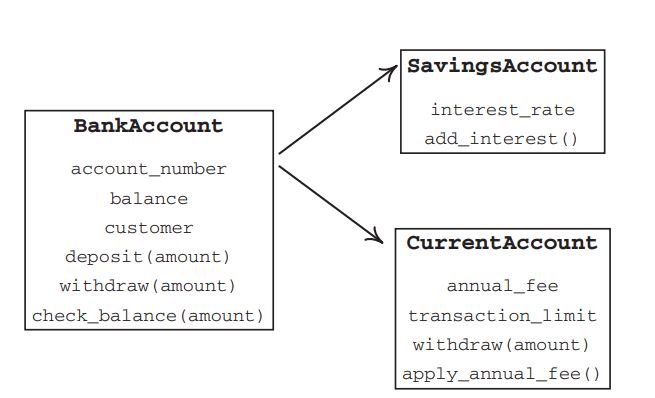 BankAccount
account_number
balance
customer
deposit(amount)
withdraw(amount)
check_balance(amount)
SavingsAccount
interest_rate
add_interest()
CurrentAccount
annual_fee
transaction_limit
withdraw(amount)
apply_annual_fee()